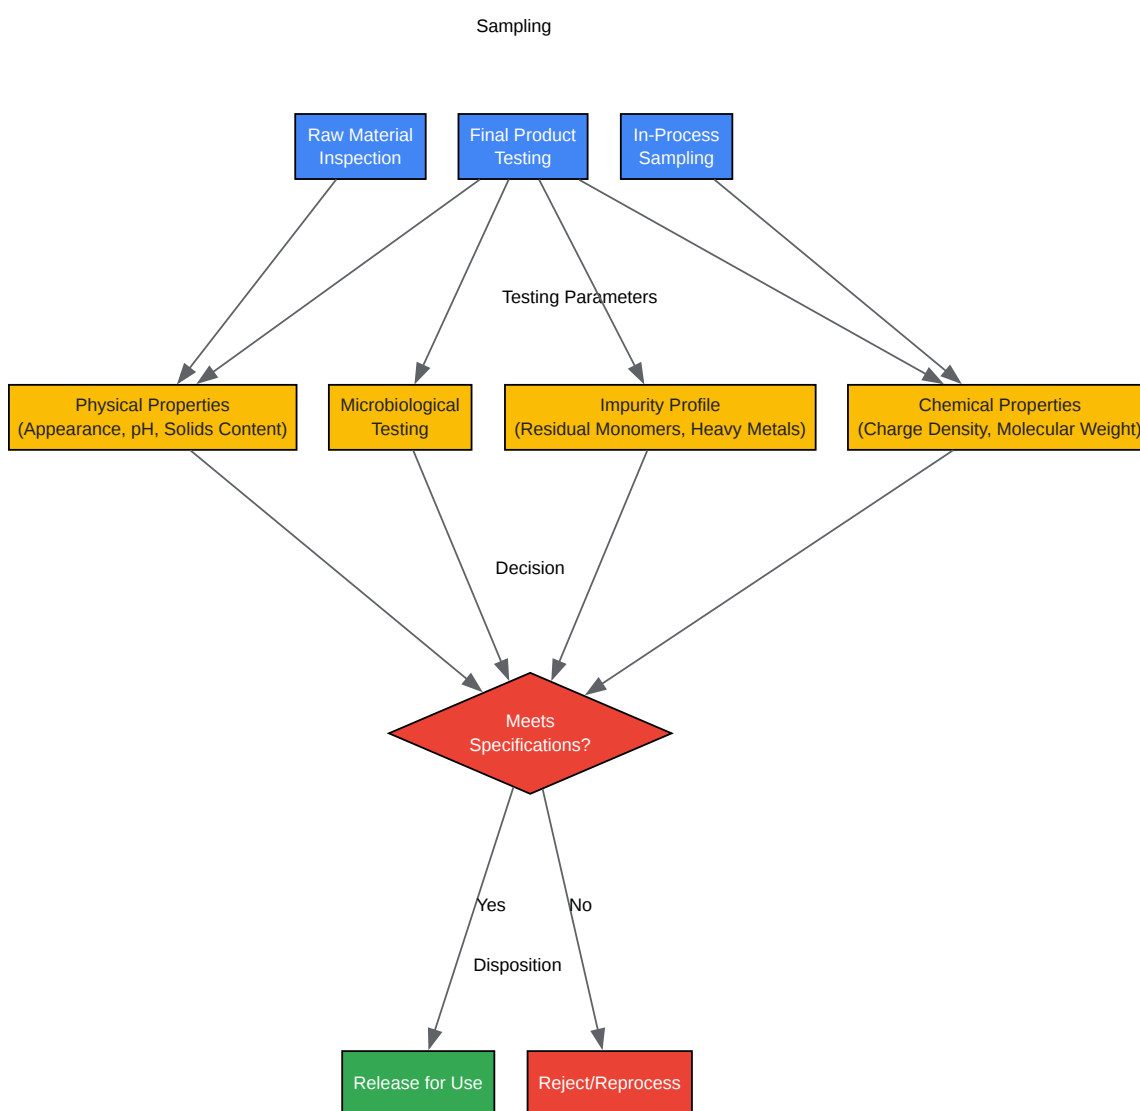 Sampling
Raw Material
Inspection
Final Product
Testing
In-Process
Sampling
Testing Parameters
Physical Properties
(Appearance, pH, Solids Content)
Microbiological
Testing
Impurity Profile
(Residual Monomers, Heavy Metals)
Chemical Properties
(Charge Density, Molecular Weight)
Decision
Meets
Specifications?
Yes
No
Disposition
Release for Use
Reject/Reprocess